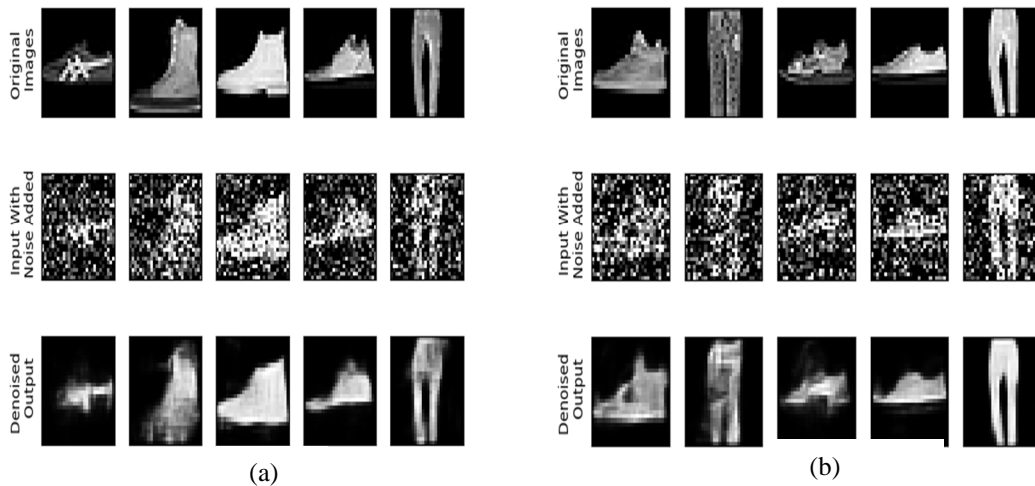 Original
Images
Input With
Noise Added
Denoised
Output
(a)
Original
Images
Input With
Noise Added
Denoised
Output
(b)